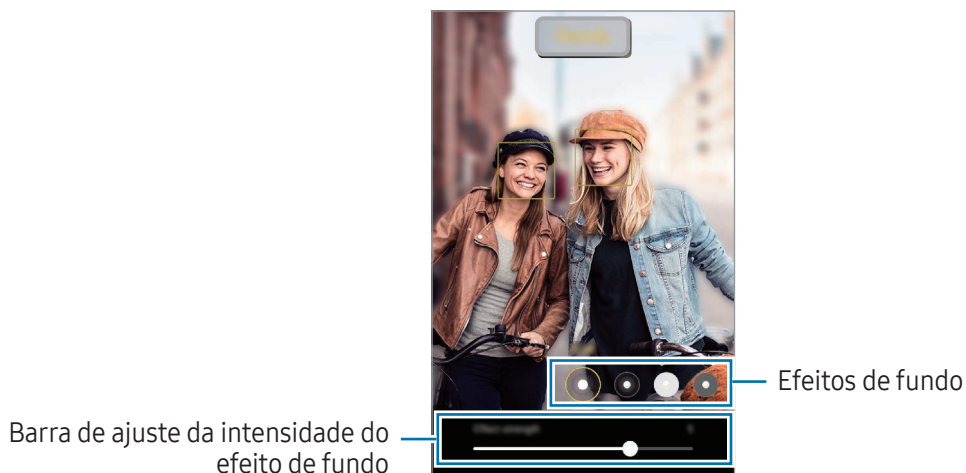 Efeitos de fundo
Barra de ajuste da intensidade do
efeito de fundo